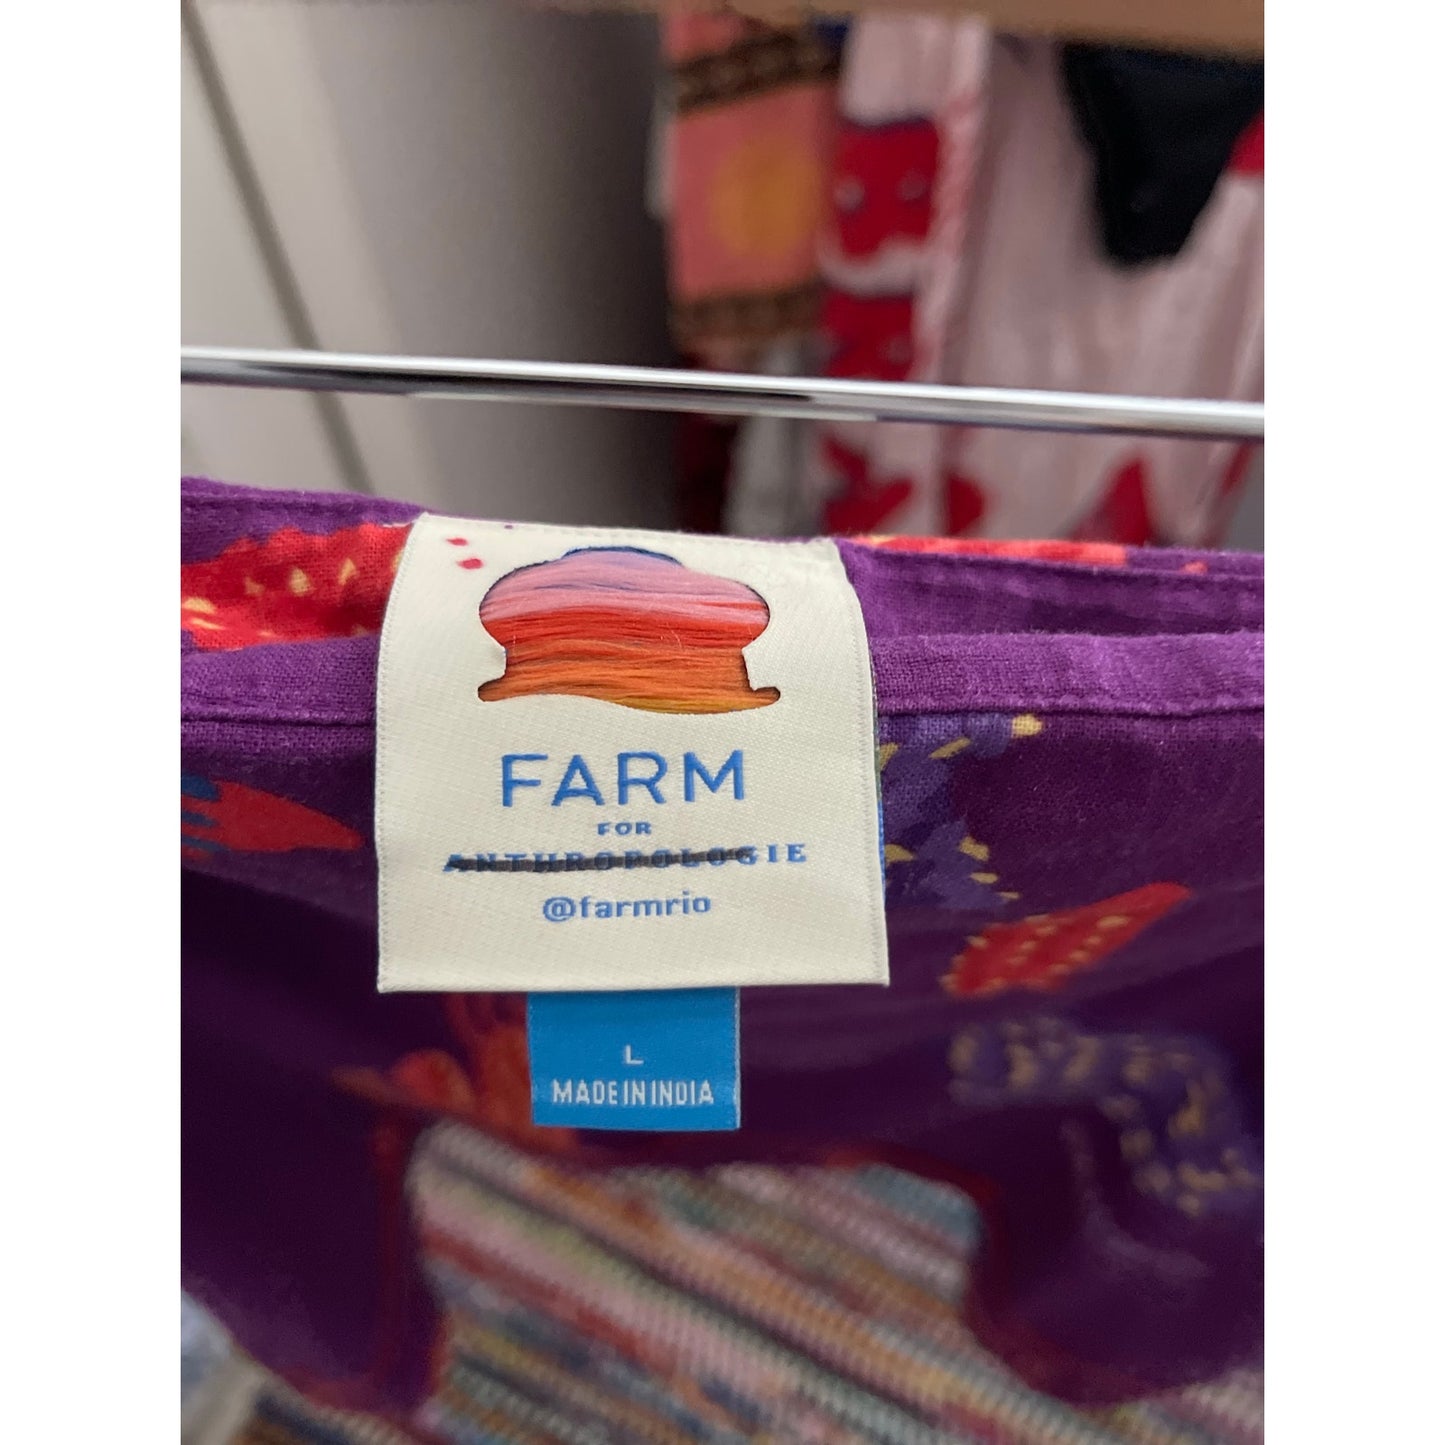 FARM
FOR
ANTHROPOLOGIE
@farmrio
L
MADE IN INDIA